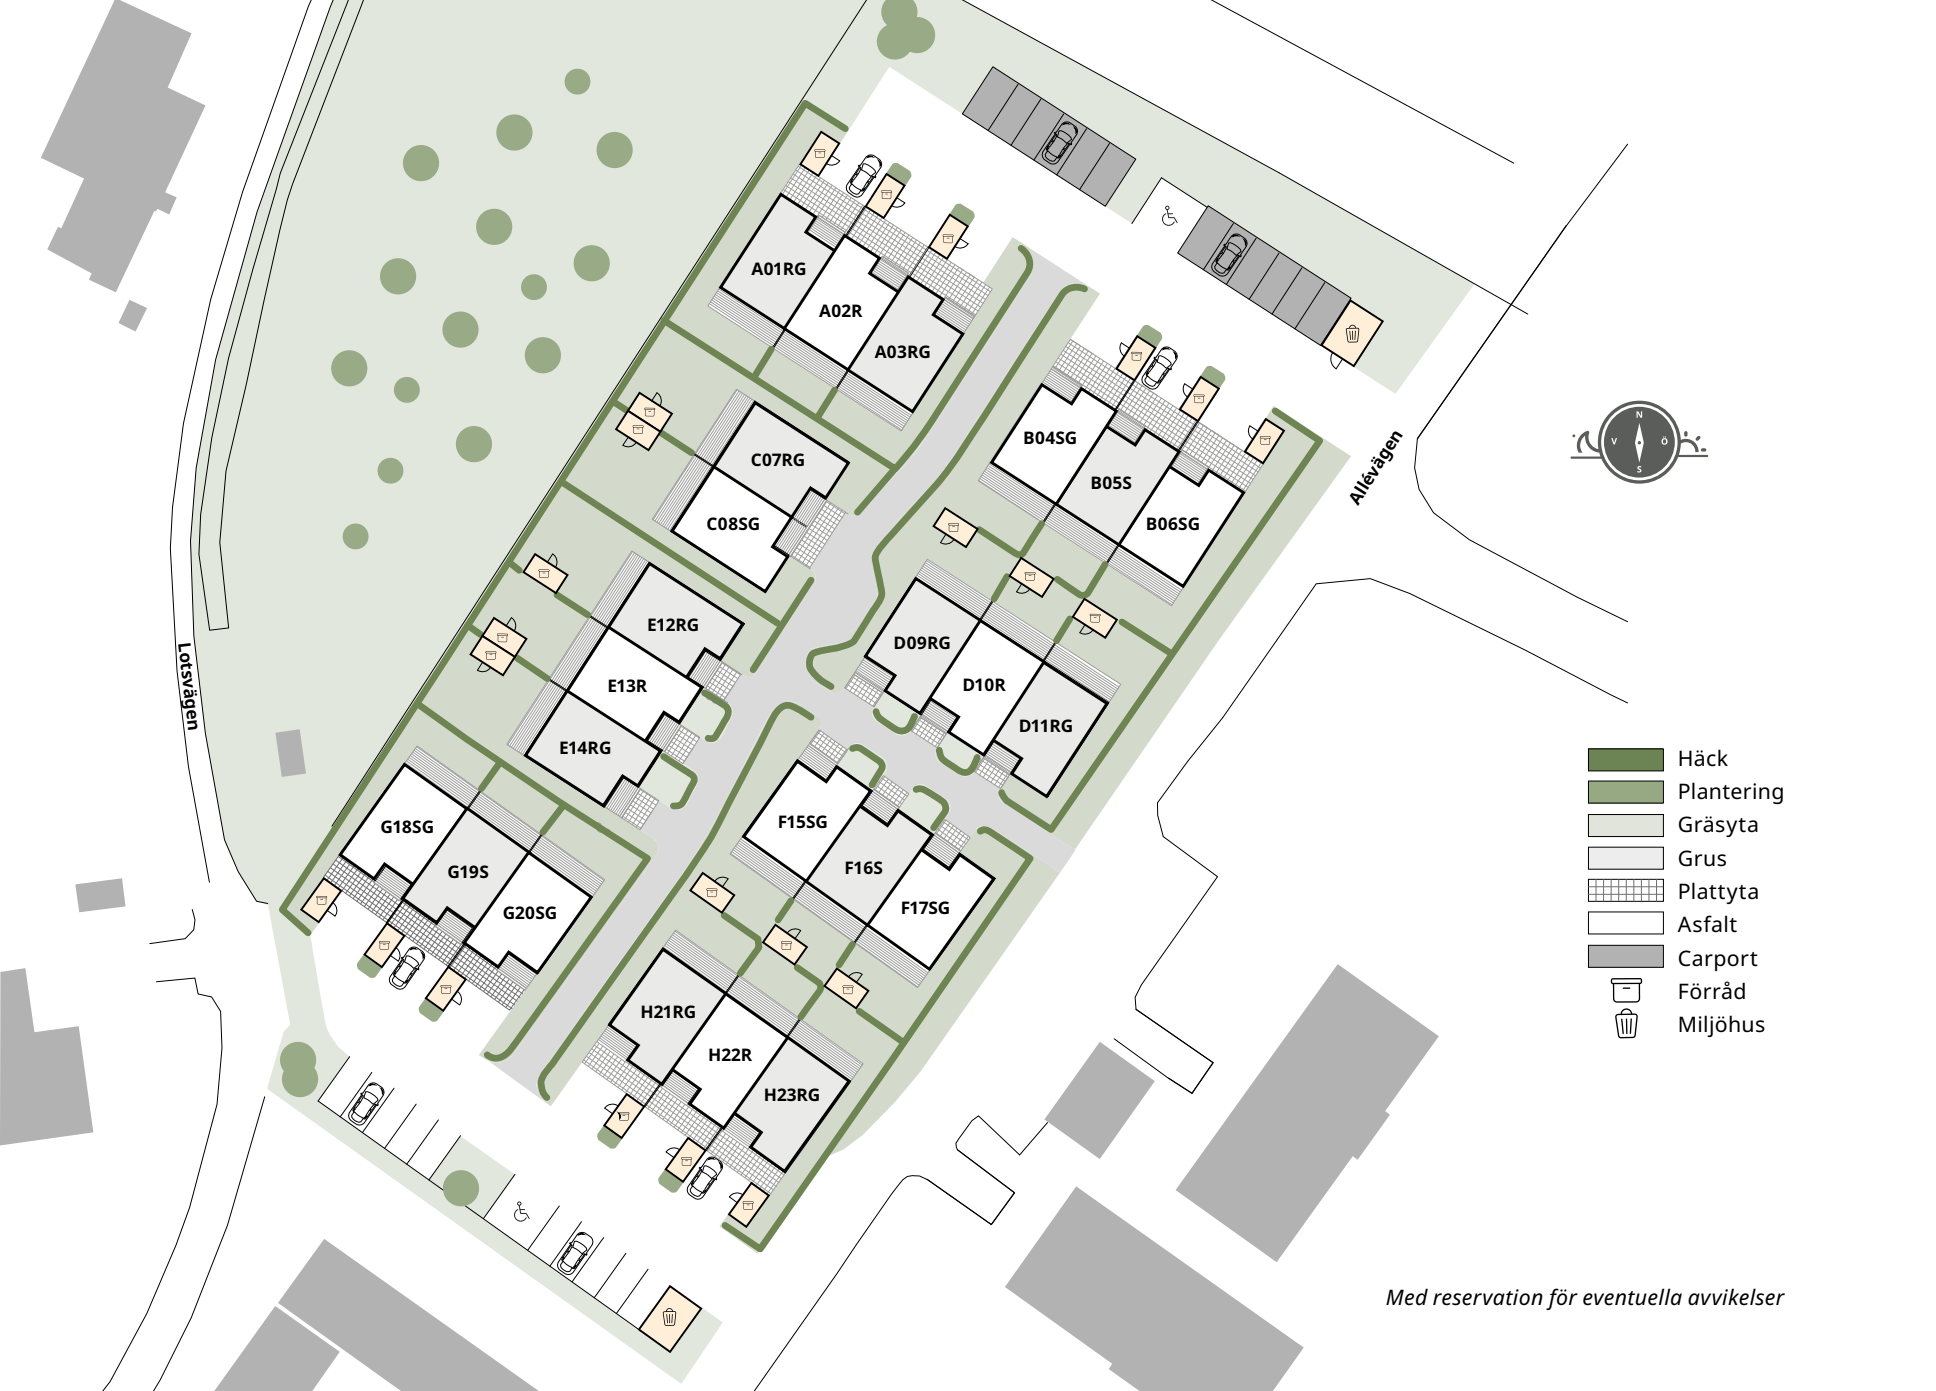 A01RG
A02R
A03RG
B04SG
B05S
B06SG
C07RG
C08SG
D09RG
D10R
D11RG
E12RG
E13R
E14RG
F15SG
F16S
F17SG
G18SG
G19S
G20SG
H21RG
H22R
H23RG
Lotsvägen
Allévägen
N
V
Ö
S
Häck
Plantering
Gräsyta
Grus
Plattyta
Asfalt
Carport
Förråd
Miljöhus
Med reservation för eventuella avvikelser